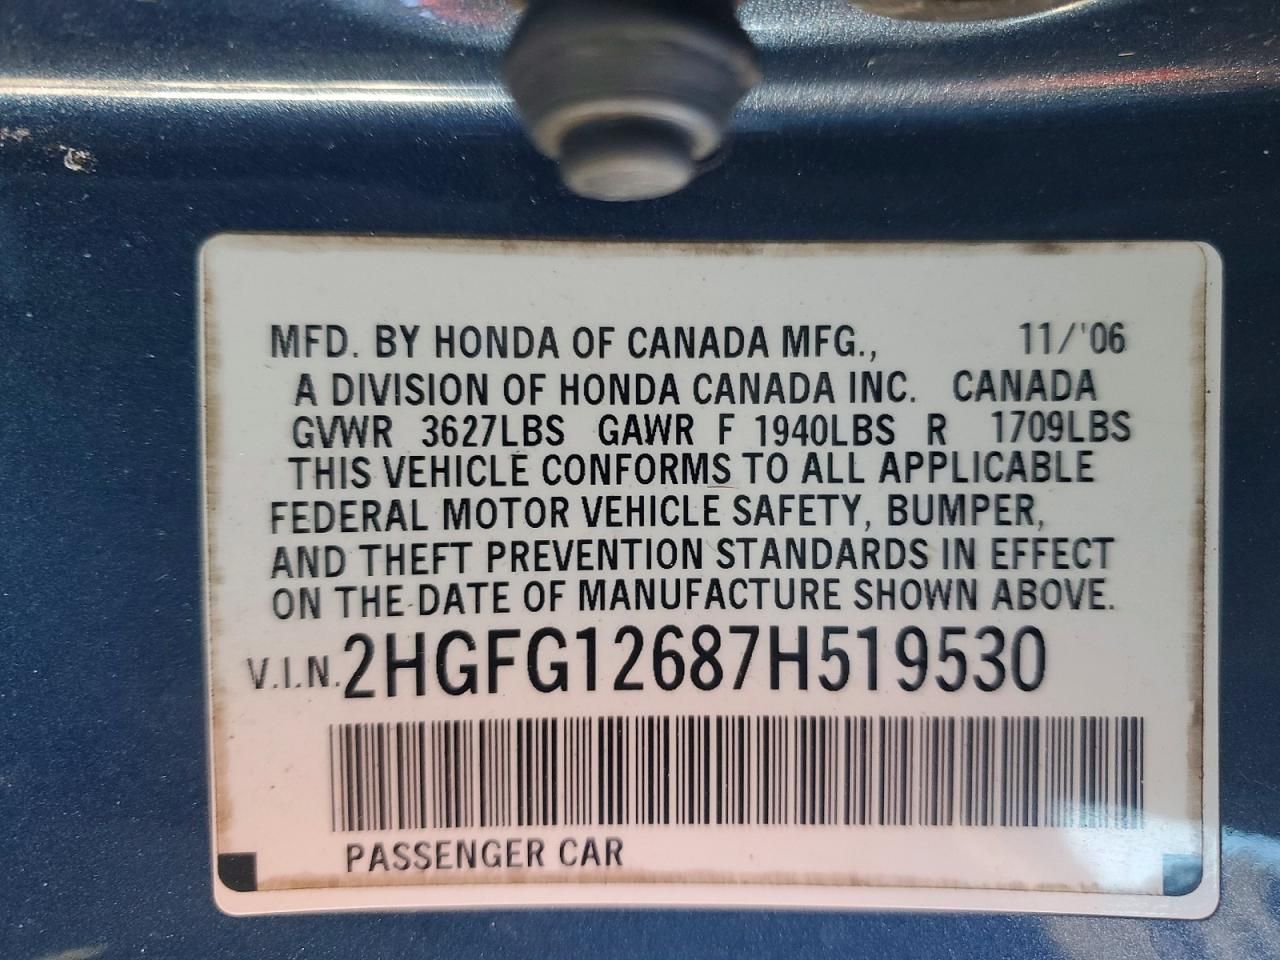 MFD. BY HONDA OF CANADA MFG., 11/'06
A DIVISION OF HONDA CANADA INC. CANADA
GVWR 3627LBS GAWR F 1940LBS R 1709LBS
THIS VEHICLE CONFORMS TO ALL APPLICABLE
FEDERAL MOTOR VEHICLE SAFETY, BUMPER,
AND THEFT PREVENTION STANDARDS IN EFFECT
ON THE DATE OF MANUFACTURE SHOWN ABOVE.
V.I.N. 2HGFG12687H519530
PASSENGER CAR